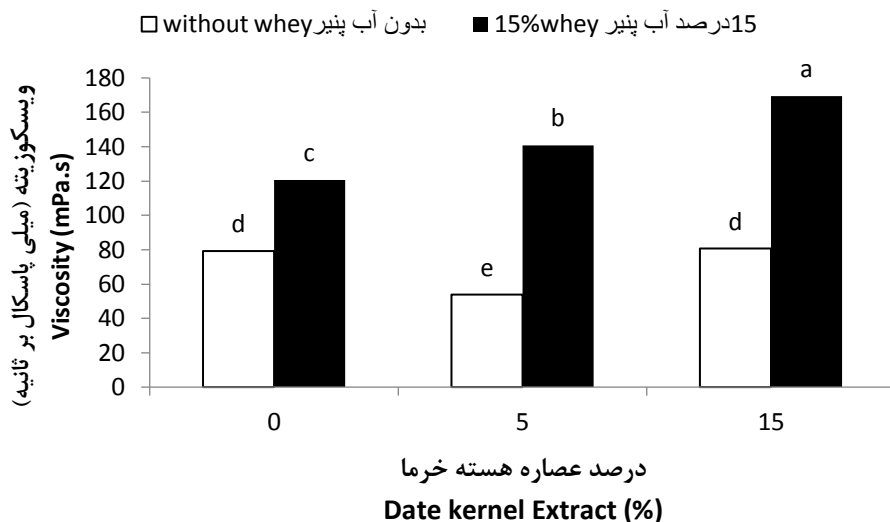 without whey بدون آب پنیر
15%whey 15درصد آب پنیر
ویسکوزیته (میلی پاسکال بر ثانیه)
Viscosity (mPa.s)
180
160
140
120
100
80
60
40
20
0
d
c
e
b
d
a
0 5 15
درصد عصاره هسته خرما
Date kernel Extract (%)